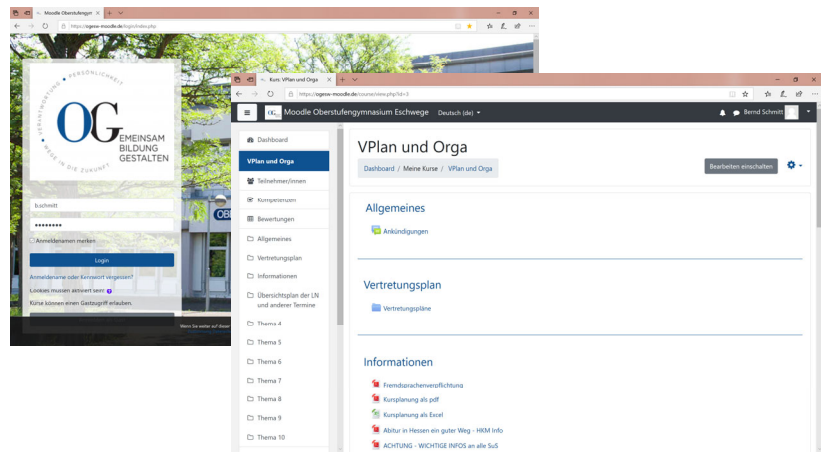 Moodle Oberstufengym
https://ogesw-moodle.de/login/index.php
PERSÖNLICHKEIT
VERANTWORTUNG
WEGE IN DIE ZUKUNFT
OG
EMEINSAM
BILDUNG
GESTALTEN
OBE
b.schmitt
Anmeldenamen merken
Login
Anmeldename oder Kennwort vergessen?
Cookies müssen aktiviert sein!
Kurse können einen Gastzugriff erlauben.
Wenn Sie weiter auf dieser
Kurs: VPlan und Orga
https://ogesw-moodle.de/course/view.php?id=3
Moodle Oberstufengymnasium Eschwege Deutsch (de)
Bernd Schmitt
Dashboard
VPlan und Orga
Teilnehmer/innen
Kompetenzen
Bewertungen
Allgemeines
Vertretungsplan
Informationen
Übersichtsplan der LN
und anderer Termine
Thema 4
Thema 5
Thema 6
Thema 7
Thema 8
Thema 9
Thema 10
VPlan und Orga
Dashboard / Meine Kurse / VPlan und Orga
Bearbeiten einschalten
Allgemeines
Ankündigungen
Vertretungsplan
Vertretungspläne
Informationen
Fremdsprachenverpflichtung
Kursplanung als pdf
Kursplanung als Excel
Abitur in Hessen ein guter Weg - HKM Info
ACHTUNG - WICHTIGE INFOS an alle SuS